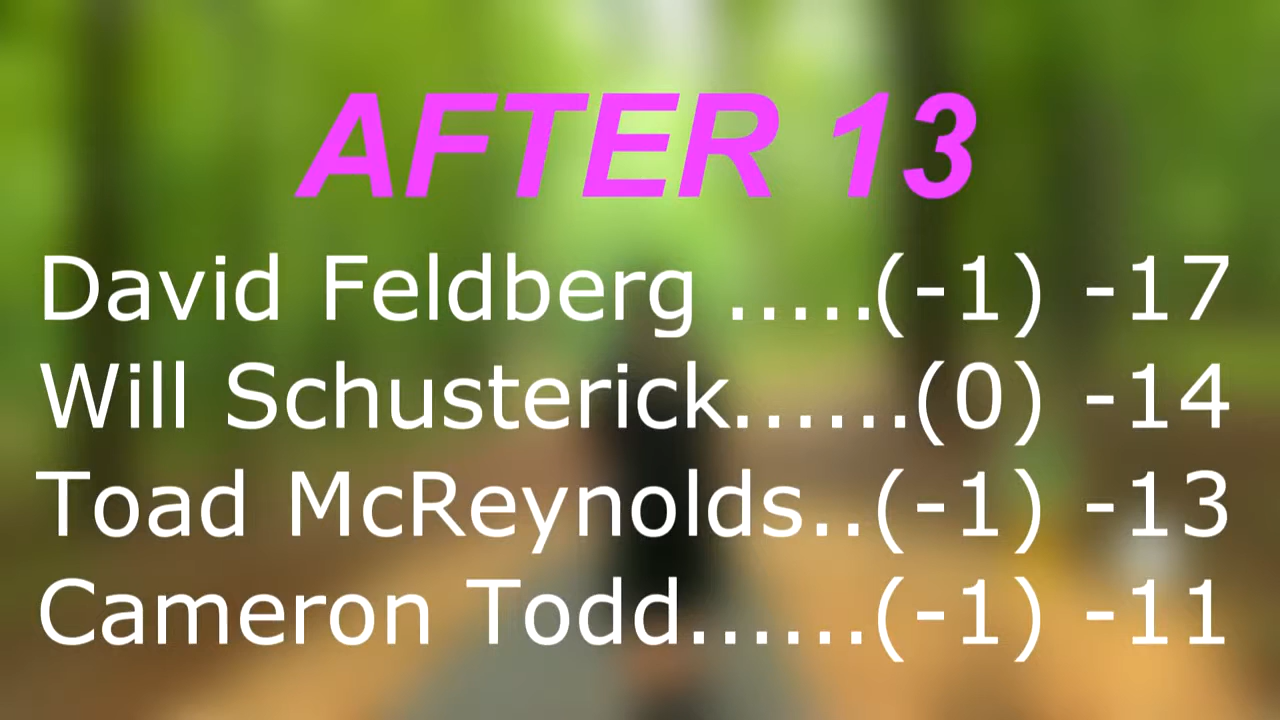 AFTER 13
David Feldberg .....(-1) -17
Will Schusterick......(0) -14
Toad McReynolds..(-1) -13
Cameron Todd......(-1) -11